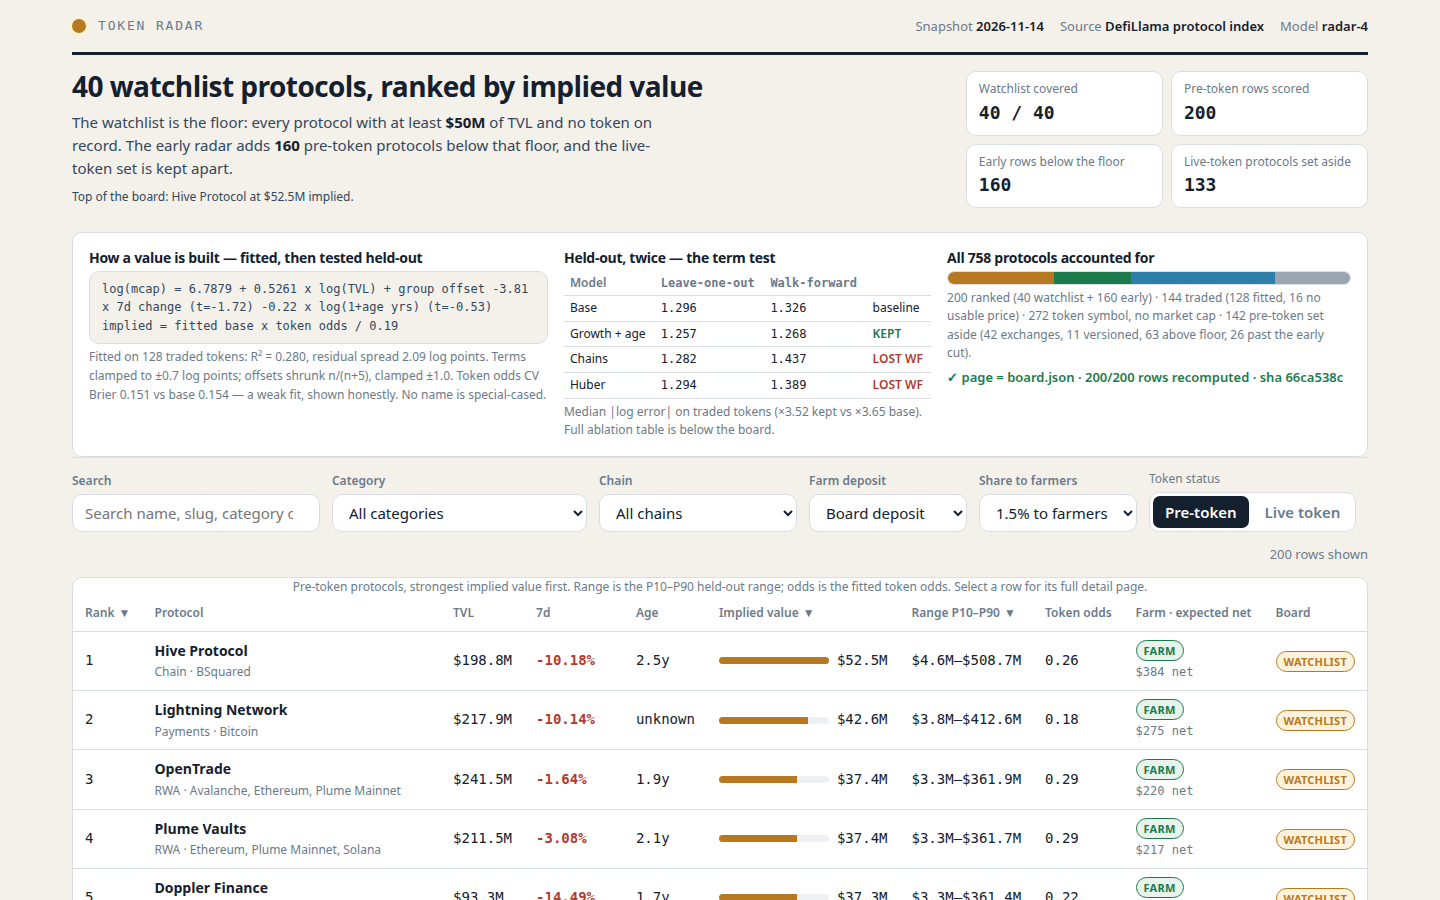 TOKEN RADAR
Snapshot 2026-11-14 Source DefiLlama protocol index Model radar-4
40 watchlist protocols, ranked by implied value
The watchlist is the floor: every protocol with at least $50M of TVL and no token on
record. The early radar adds 160 pre-token protocols below that floor, and the live-
token set is kept apart.
Top of the board: Hive Protocol at $52.5M implied.
Watchlist covered
40 / 40
Pre-token rows scored
200
Early rows below the floor
160
Live-token protocols set aside
133
How a value is built — fitted, then tested held-out
log(mcap) = 6.7879 + 0.5261 x log(TVL) + group offset -3.81
x 7d change (t=-1.72) -0.22 x log(1+age yrs) (t=-0.53)
implied = fitted base x token odds / 0.19
Fitted on 128 traded tokens: R² = 0.280, residual spread 2.09 log points. Terms
clamped to ±0.7 log points; offsets shrunk n/(n+5), clamped ±1.0. Token odds CV
Brier 0.151 vs base 0.154 — a weak fit, shown honestly. No name is special-cased.
Held-out, twice — the term test
Model Leave-one-out Walk-forward
Base 1.296 1.326 baseline
Growth + age 1.257 1.268 KEPT
Chains 1.282 1.437 LOST WF
Huber 1.294 1.389 LOST WF
Median |log error| on traded tokens (×3.52 kept vs ×3.65 base).
Full ablation table is below the board.
All 758 protocols accounted for
200 ranked (40 watchlist + 160 early) · 144 traded (128 fitted, 16 no
usable price) · 272 token symbol, no market cap · 142 pre-token set
aside (42 exchanges, 11 versioned, 63 above floor, 26 past the early
cut).
✓ page = board.json · 200/200 rows recomputed · sha 66ca538c
Search
Search name, slug, category c
Category
All categories
Chain
All chains
Farm deposit
Board deposit
Share to farmers
1.5% to farmers
Token status
Pre-token Live token
200 rows shown
Pre-token protocols, strongest implied value first. Range is the P10–P90 held-out range; odds is the fitted token odds. Select a row for its full detail page.
Rank ▼ Protocol TVL 7d Age Implied value ▼ Range P10–P90 ▼ Token odds Farm · expected net Board
1 Hive Protocol $198.8M -10.18% 2.5y $52.5M $4.6M–$508.7M 0.26 FARM WATCHLIST
Chain · BSquared $384 net
2 Lightning Network $217.9M -10.14% unknown $42.6M $3.8M–$412.6M 0.18 FARM WATCHLIST
Payments · Bitcoin $275 net
3 OpenTrade $241.5M -1.64% 1.9y $37.4M $3.3M–$361.9M 0.29 FARM WATCHLIST
RWA · Avalanche, Ethereum, Plume Mainnet $220 net
4 Plume Vaults $211.5M -3.08% 2.1y $37.4M $3.3M–$361.7M 0.29 FARM WATCHLIST
RWA · Ethereum, Plume Mainnet, Solana $217 net
5 Doppler Finance $93.3M -14.49% 1.7y $37.3M $3.3M–$361.4M 0.22 FARM WATCHLIST